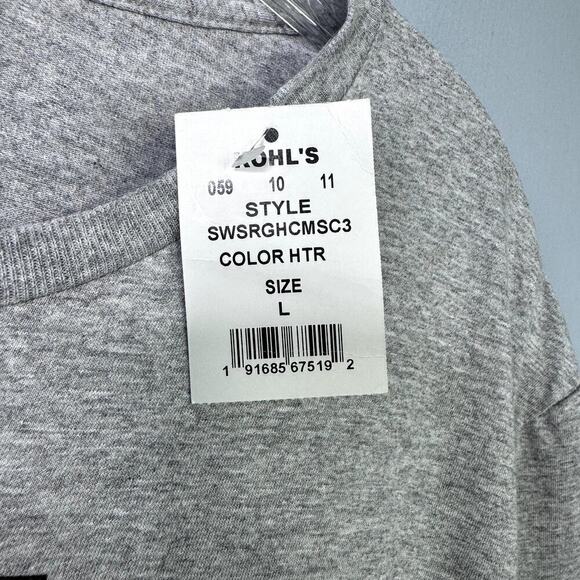 KOHL'S
059 10 11
STYLE
SWSRGHCMSC3
COLOR HTR
SIZE
L
1 91685 67519 2